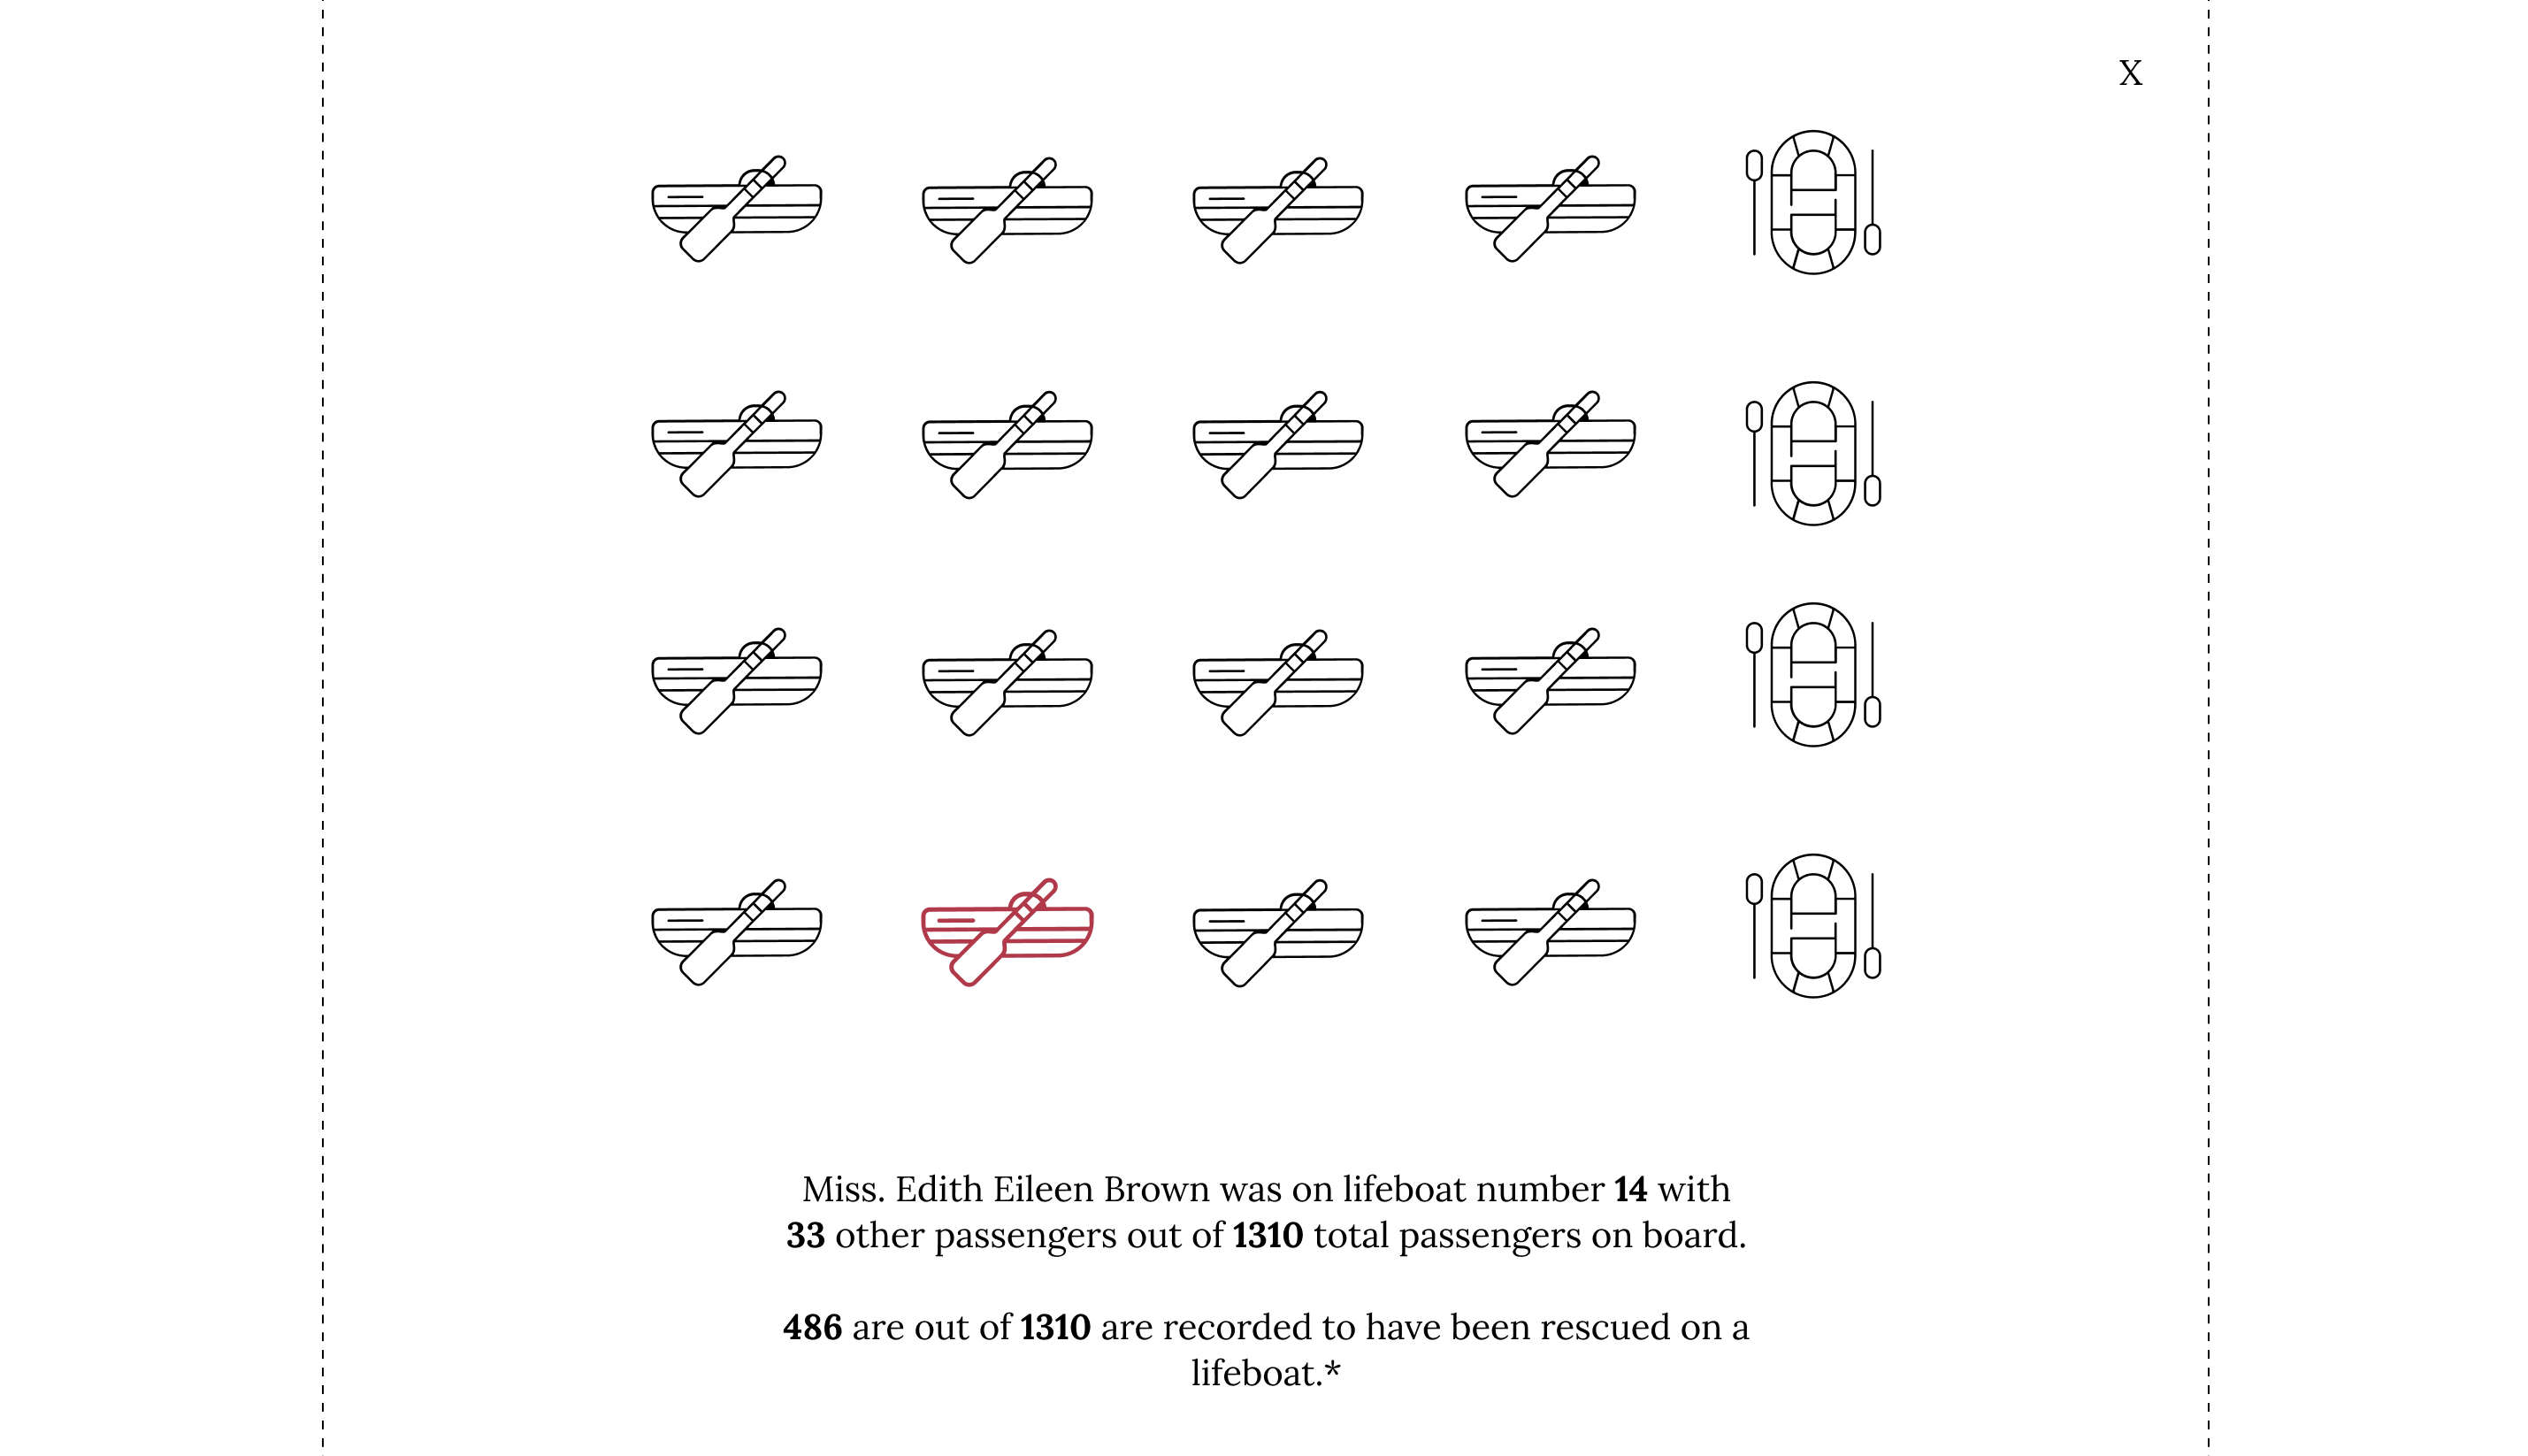 X
Miss. Edith Eileen Brown was on lifeboat number 14 with
33 other passengers out of 1310 total passengers on board.
486 are out of 1310 are recorded to have been rescued on a
lifeboat.*